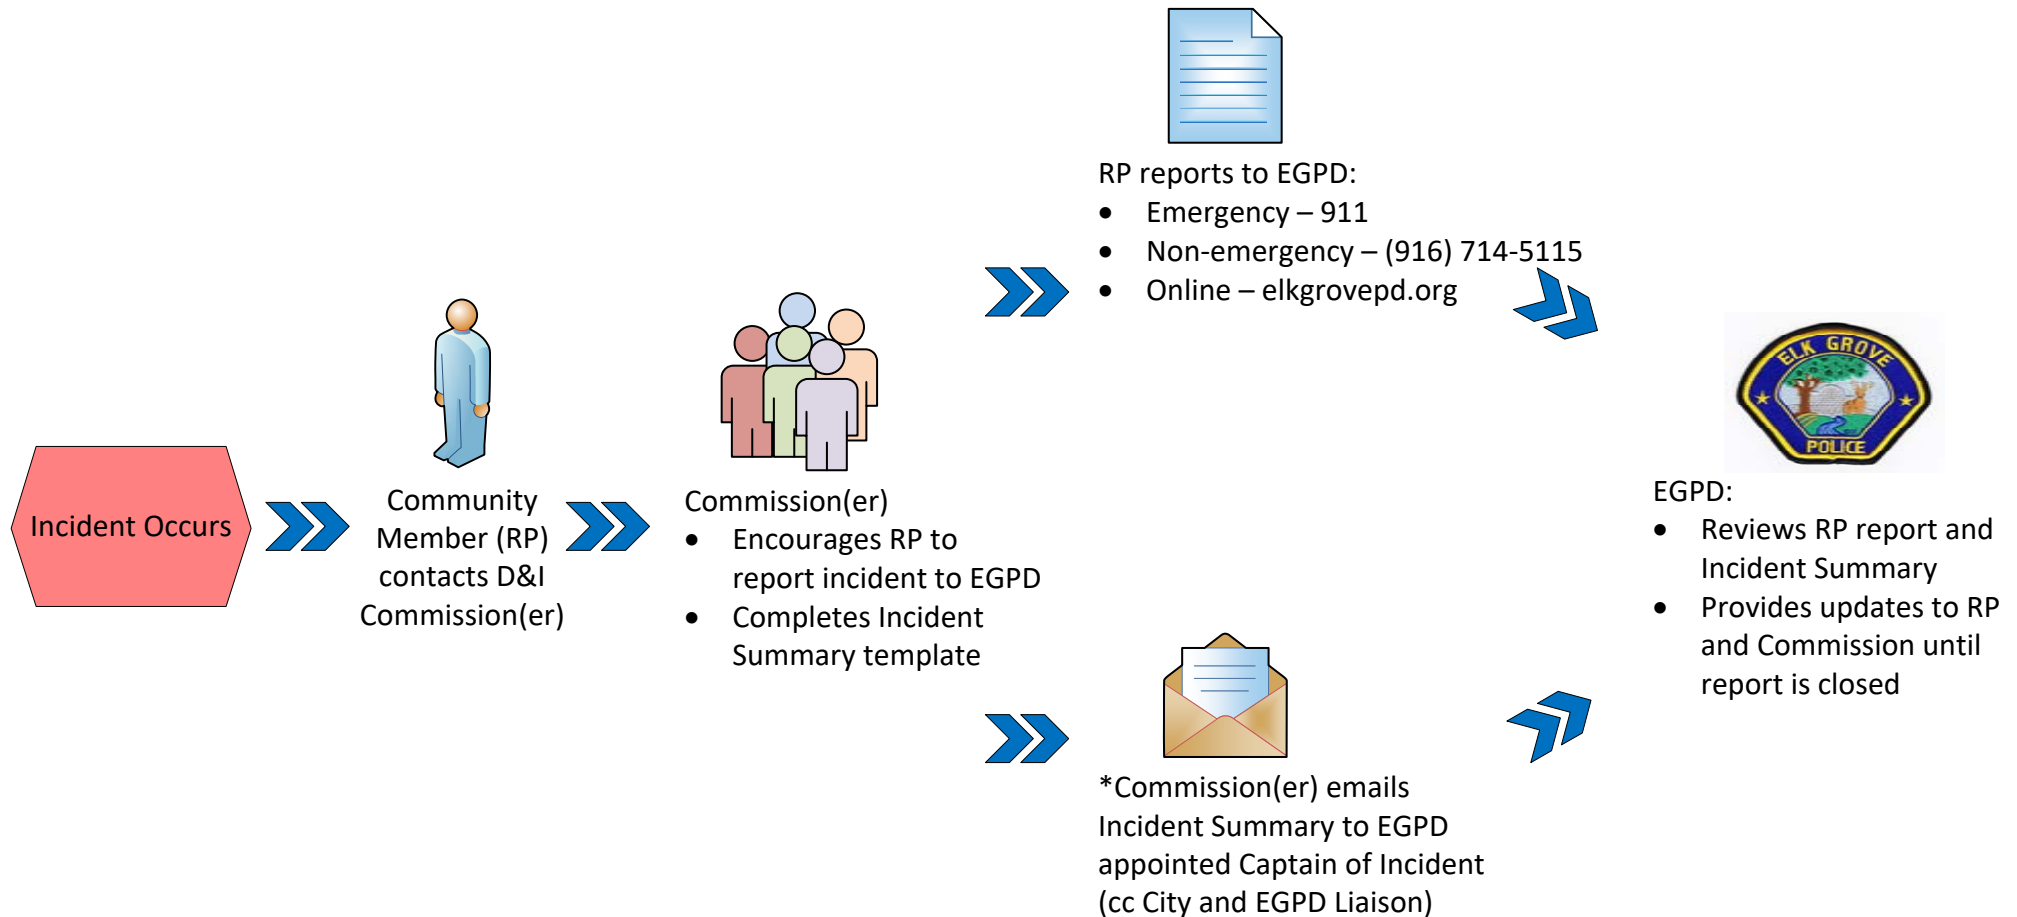 RP reports to EGPD:
• Emergency – 911
• Non-emergency – (916) 714-5115
• Online – elkgrovepd.org
Incident Occurs
Community
Member (RP)
contacts D&I
Commission(er)
Commission(er)
• Encourages RP to
report incident to EGPD
• Completes Incident
Summary template
*Commission(er) emails
Incident Summary to EGPD
appointed Captain of Incident
(cc City and EGPD Liaison)
ELK GROVE
POLICE
EGPD:
• Reviews RP report and
Incident Summary
• Provides updates to RP
and Commission until
report is closed